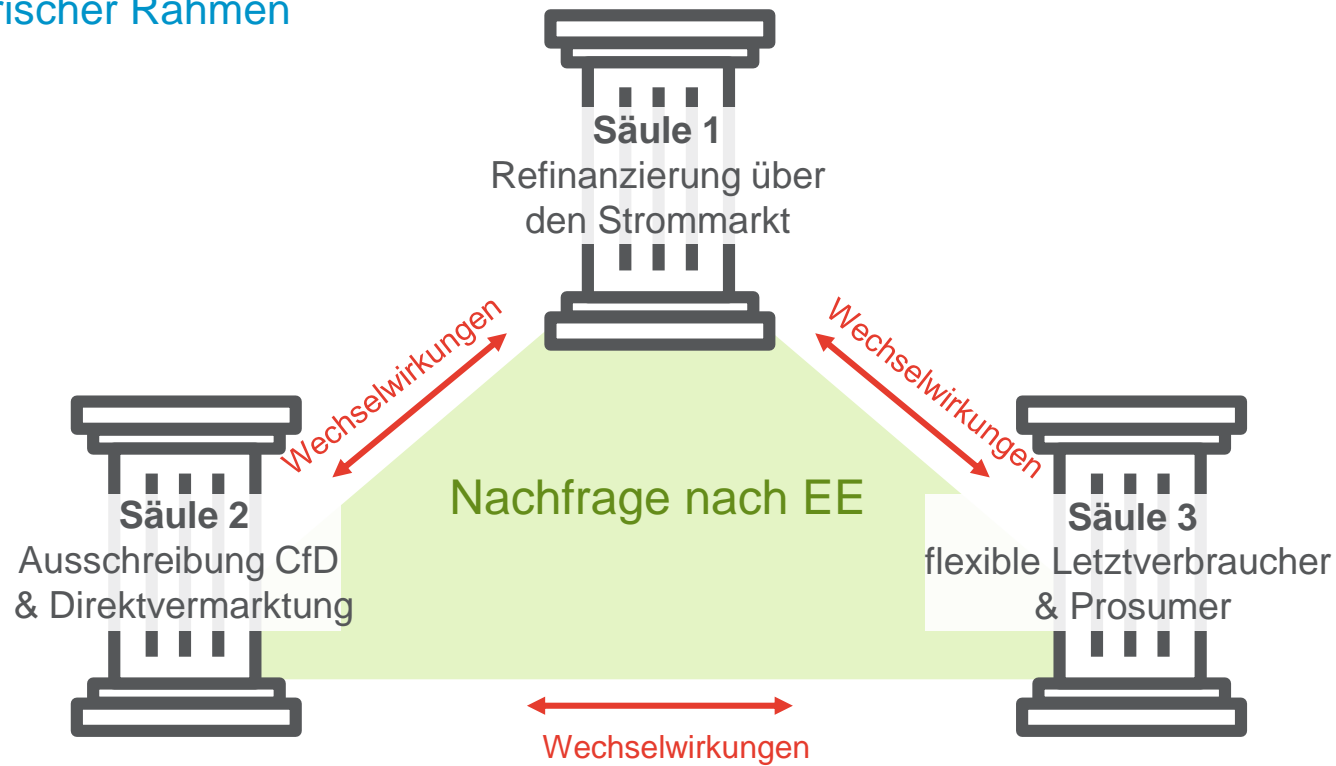 rischer Rahmen
Säule 1
Refinanzierung über
den Strommarkt
Wechselwirkungen
Wechselwirkungen
Nachfrage nach EE
Säule 2
Ausschreibung CfD
& Direktvermarktung
Säule 3
flexible Letztverbraucher
& Prosumer
Wechselwirkungen